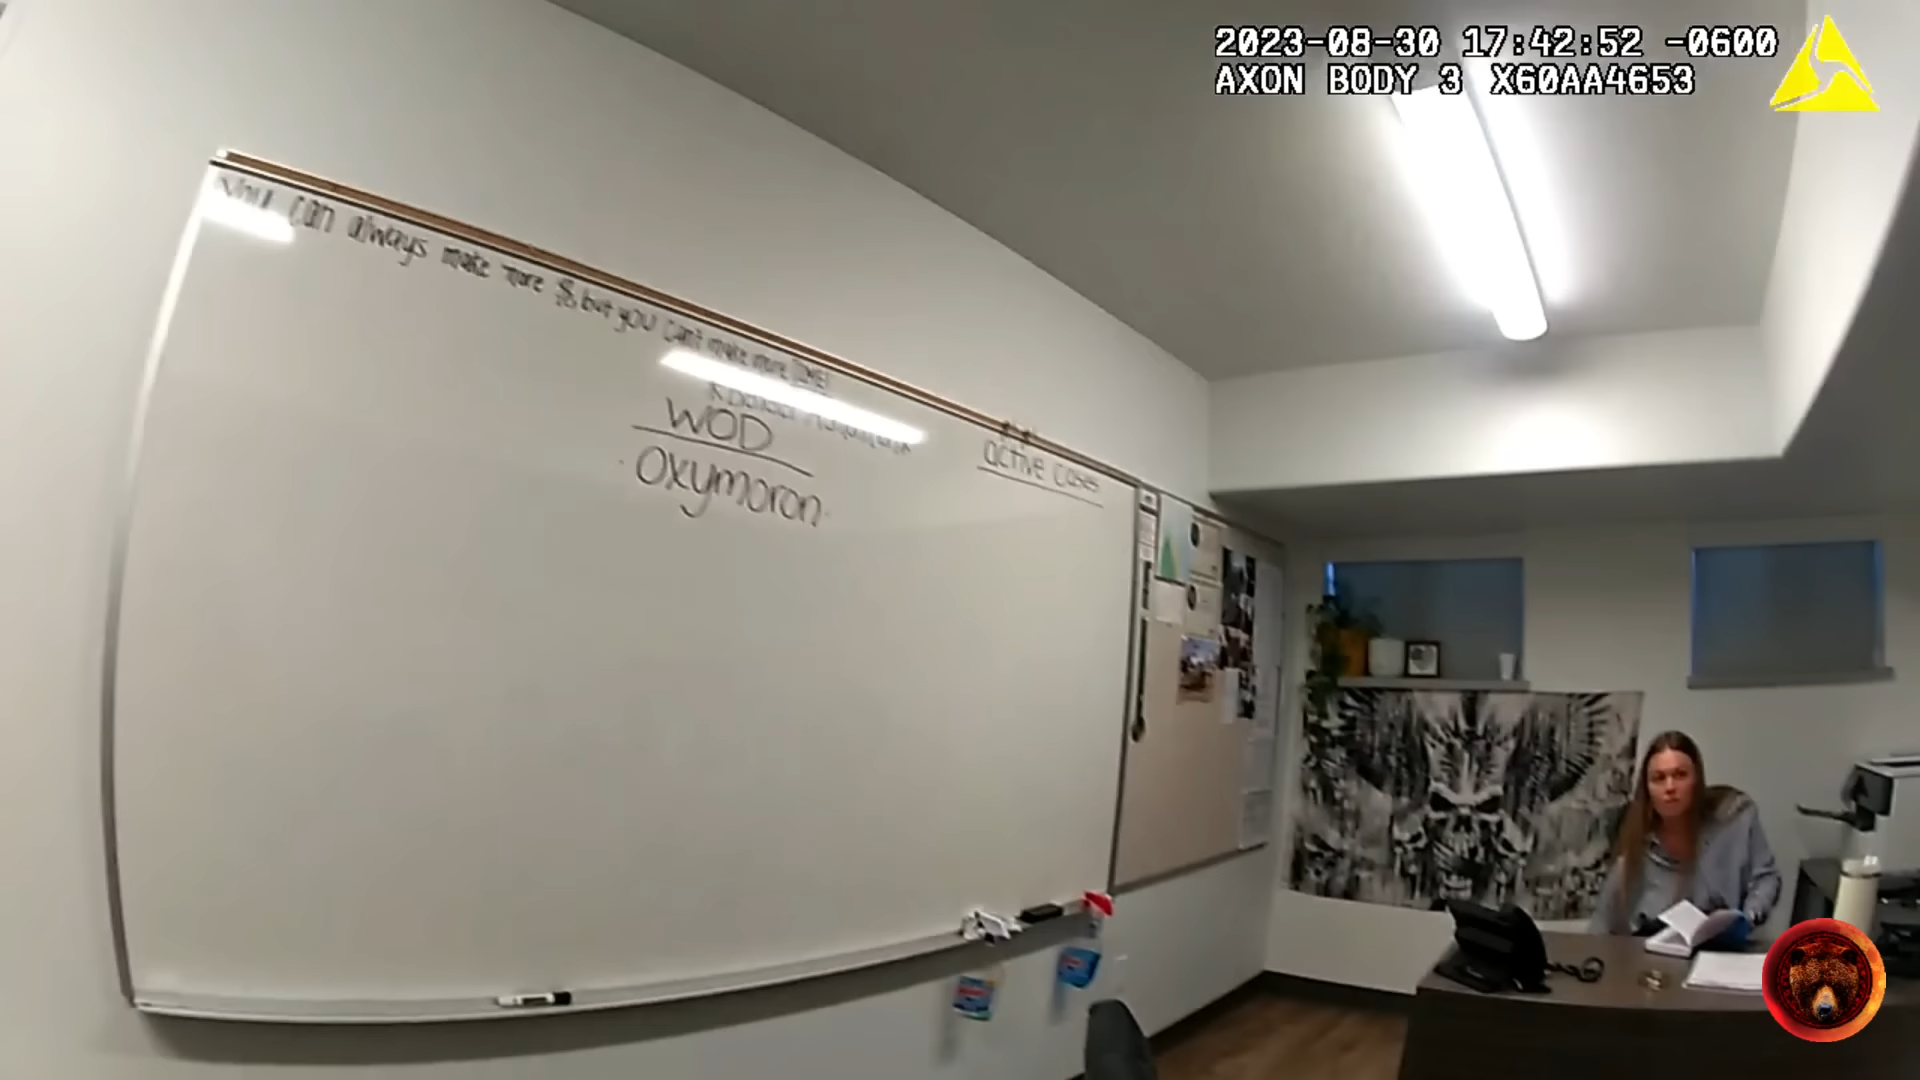 2023-08-30 17:42:52 -0600
AXON BODY 3 X60AA4653
You can always make more $, but you can't make more TIME!
WOD
Oxymoron
active cases